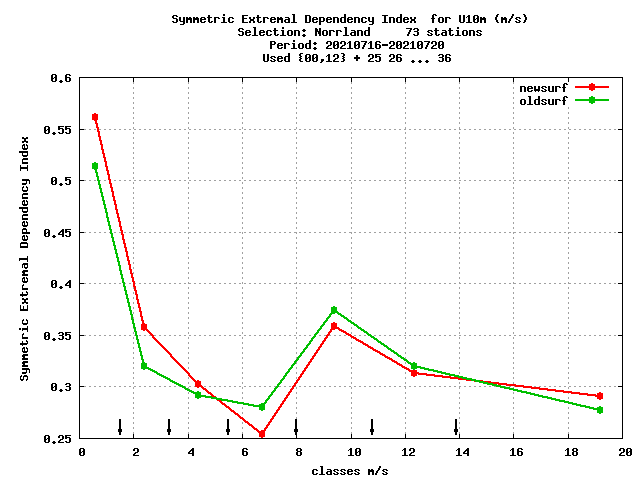 Symmetric Extremal Dependency Index  for U10m (m/s)
Selection: Norrland     73 stations
Period: 20210716-20210720
Used {00,12} + 25 26 ... 36
newsurf
oldsurf
Symmetric Extremal Dependency Index
0.6
0.55
0.5
0.45
0.4
0.35
0.3
0.25
0 2 4 6 8 10 12 14 16 18 20
classes m/s